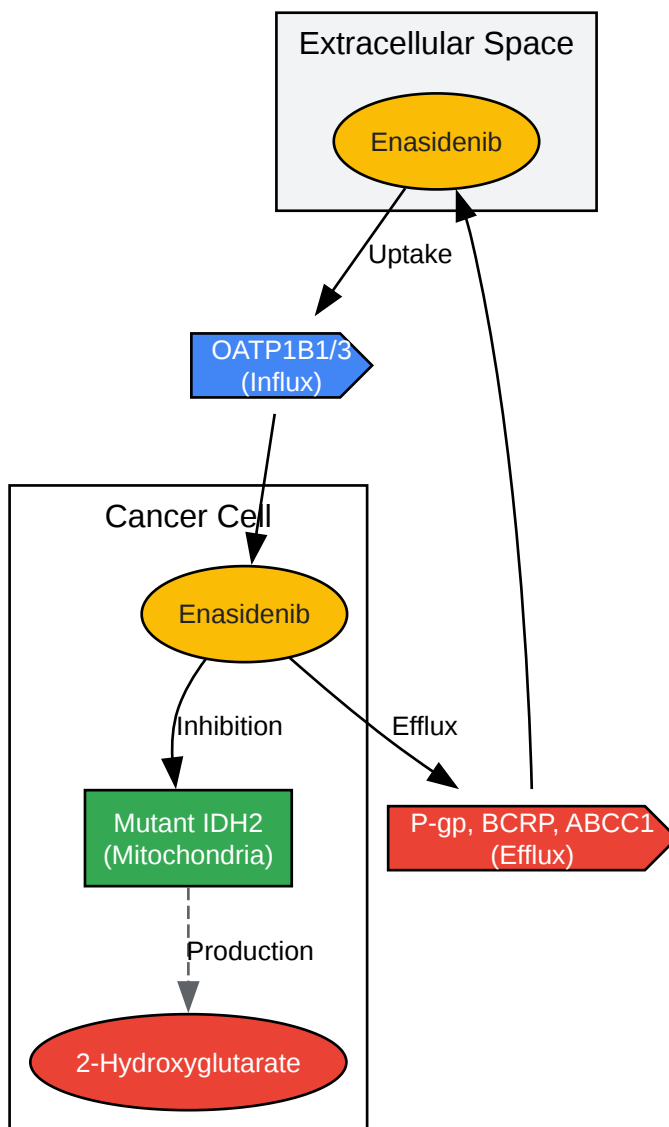 Extracellular Space
Enasidenib
Uptake
OATP1B1/3
(Influx)
Cancer Cell
Enasidenib
Inhibition
Efflux
Mutant IDH2
(Mitochondria)
P-gp, BCRP, ABCC1
(Efflux)
Production
2-Hydroxyglutarate